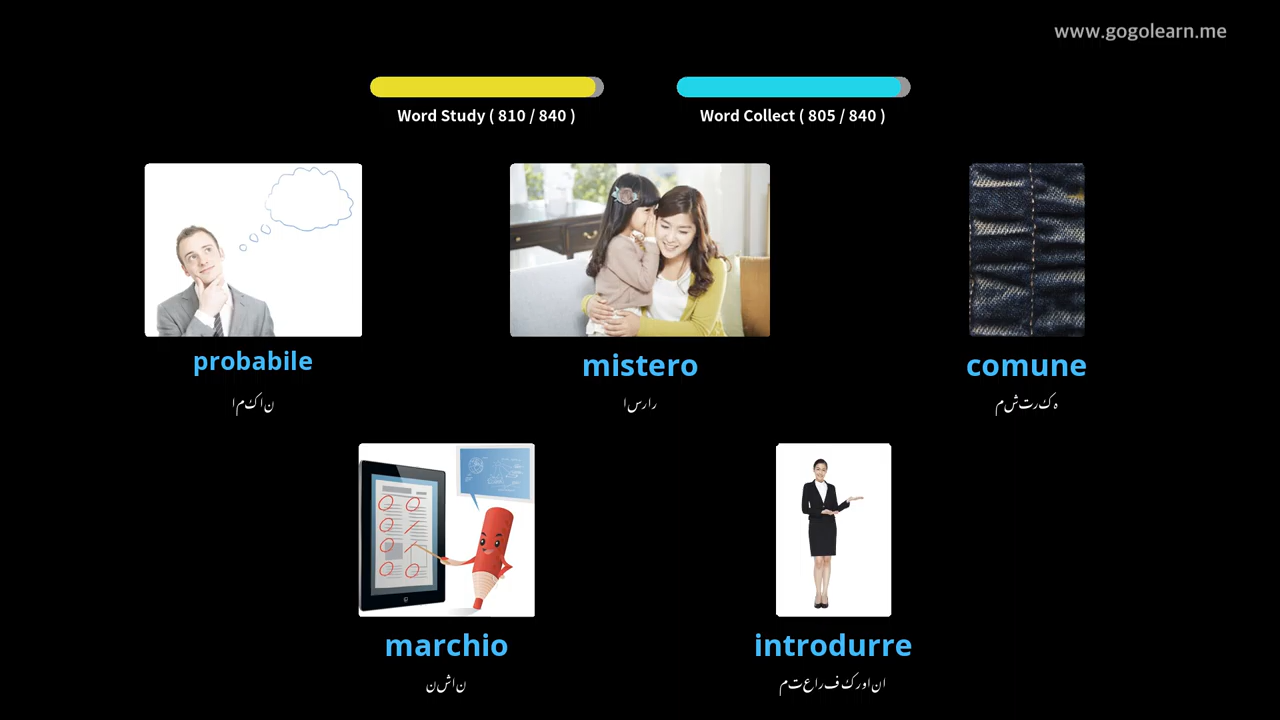 www.gogolearn.me
Word Study ( 810 / 840 )
Word Collect ( 805 / 840 )
probabile
امکان
mistero
اسرار
comune
مشترکہ
marchio
نشان
introdurre
متعارف کروانا